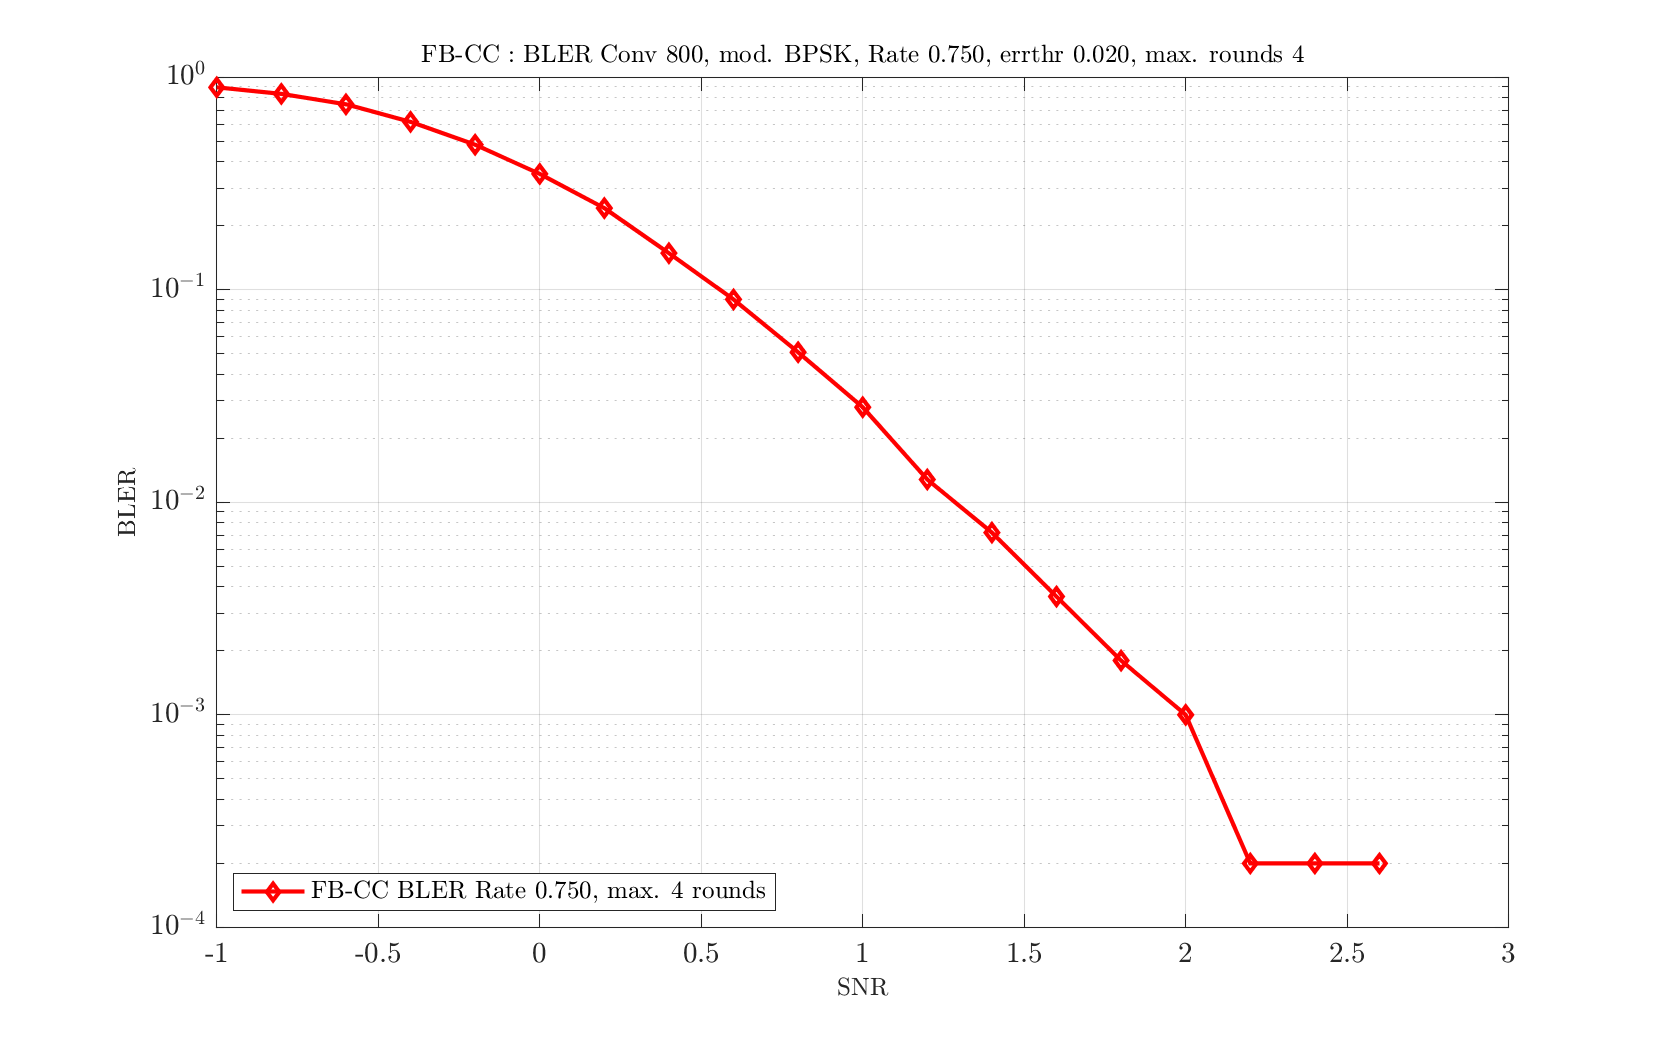 FB-CC : BLER Conv 800, mod. BPSK, Rate 0.750, errthr 0.020, max. rounds 4
10^0
10^-1
10^-2
10^-3
10^-4
BLER
FB-CC BLER Rate 0.750, max. 4 rounds
-1 -0.5 0 0.5 1 1.5 2 2.5 3
SNR